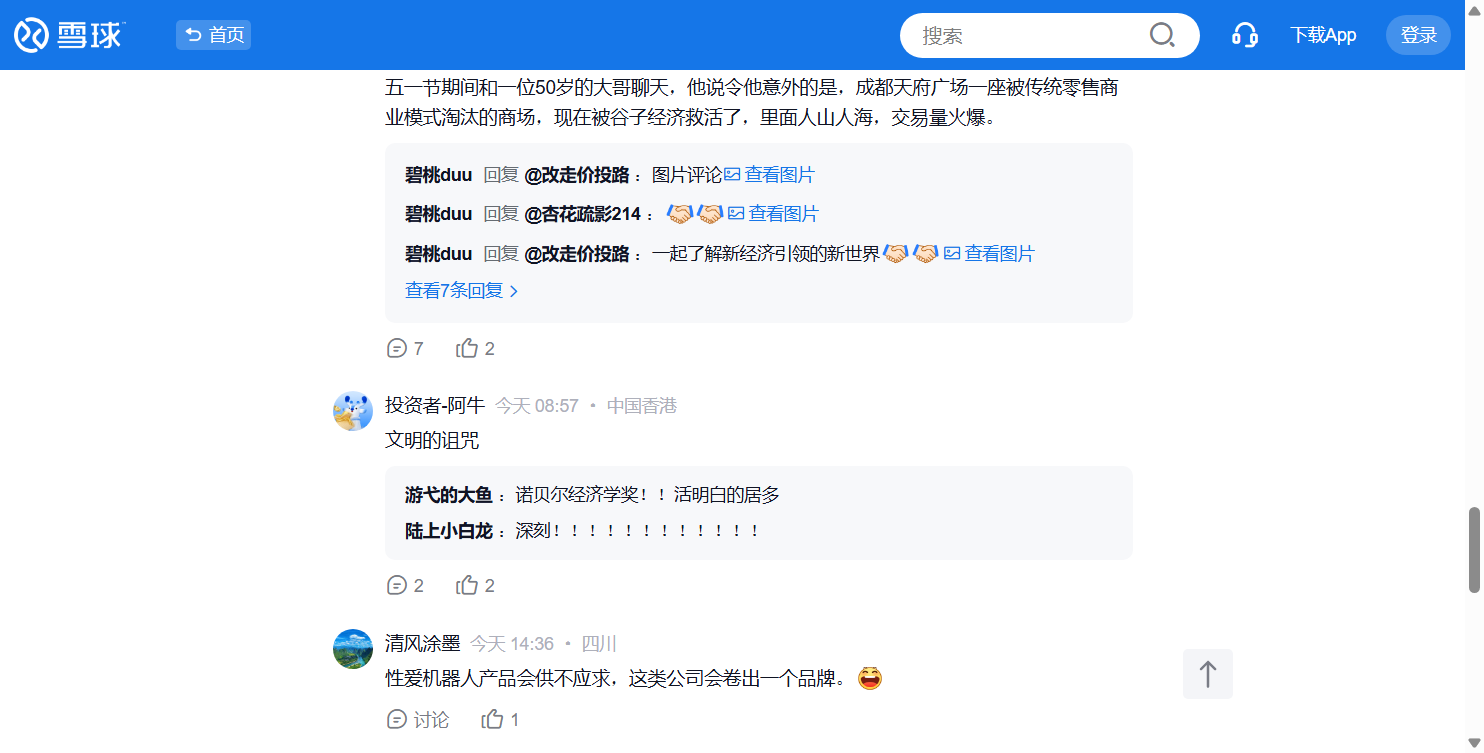 雪球
首页
搜索
下载App
登录
五一节期间和一位50岁的大哥聊天，他说令他意外的是，成都天府广场一座被传统零售商
业模式淘汰的商场，现在被谷子经济救活了，里面人山人海，交易量火爆。
碧桃duu 回复 @改走价投路 ：图片评论 查看图片
碧桃duu 回复 @杏花疏影214 ：🤝🤝 查看图片
碧桃duu 回复 @改走价投路 ：一起了解新经济引领的新世界🤝🤝 查看图片
查看7条回复 >
7 2
投资者-阿牛 今天 08:57 · 中国香港
文明的诅咒
游弋的大鱼 ：诺贝尔经济学奖！！活明白的居多
陆上小白龙 ：深刻！！！！！！！！！！！！
2 2
清风涂墨 今天 14:36 · 四川
性爱机器人产品会供不应求，这类公司会卷出一个品牌。😆
讨论 1